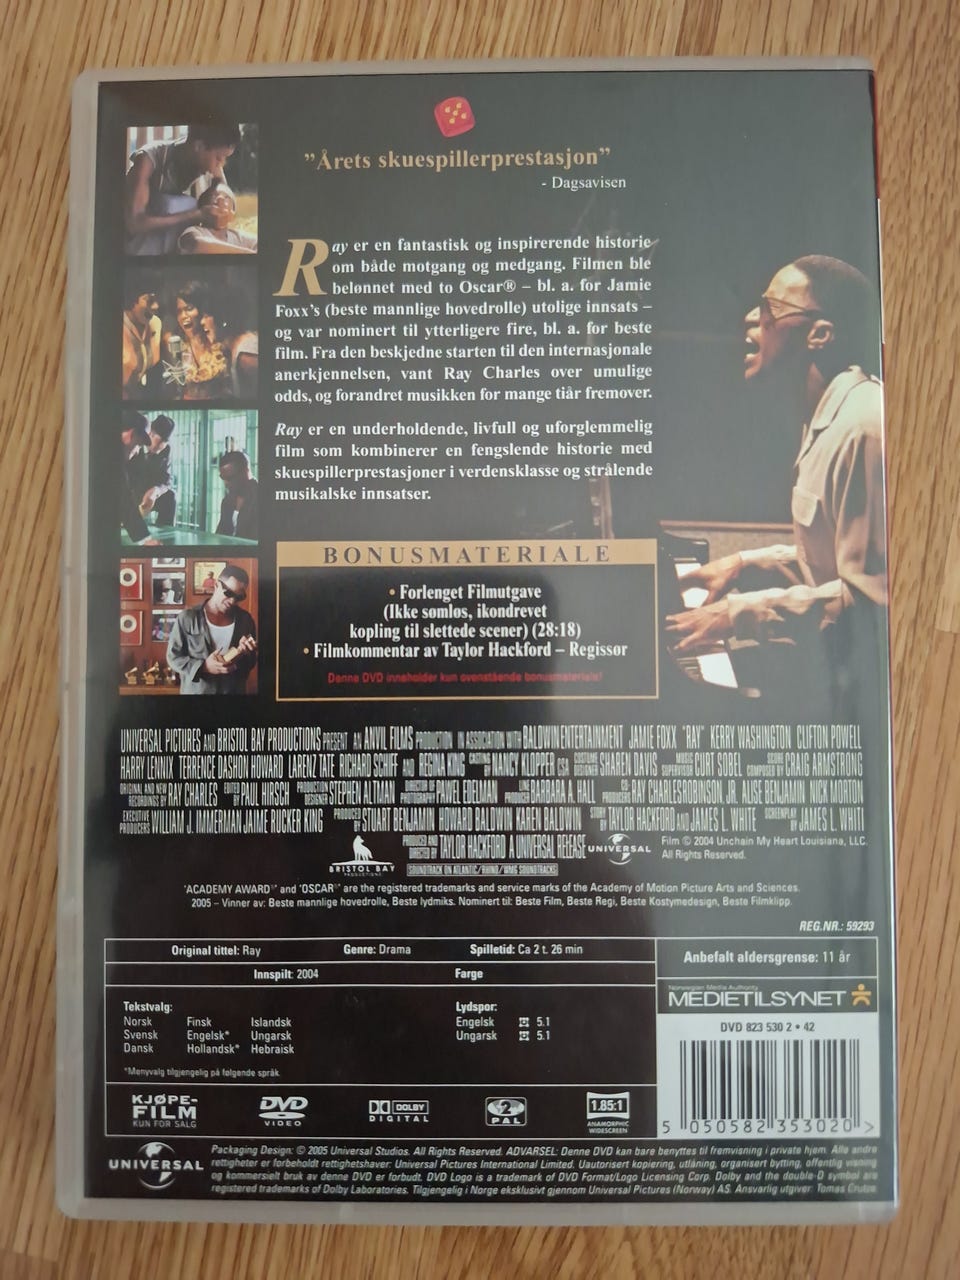 ”Årets skuespillerprestasjon”
- Dagsavisen
Ray er en fantastisk og inspirerende historie
om både motgang og medgang. Filmen ble
belønnet med to Oscar® – bl. a. for Jamie
Foxx's (beste mannlige hovedrolle) utolige innsats –
og var nominert til ytterligere fire, bl. a. for beste
film. Fra den beskjedne starten til den internasjonale
anerkjennelsen, vant Ray Charles over umulige
odds, og forandret musikken for mange tiår fremover.
Ray er en underholdende, livfull og uforglemmelig
film som kombinerer en fengslende historie med
skuespillerprestasjoner i verdensklasse og strålende
musikalske innsatser.
BONUSMATERIALE
• Forlenget Filmutgave
(Ikke sømløs, ikondrevet
kopling til slettede scener) (28:18)
• Filmkommentar av Taylor Hackford – Regissør
Denne DVD inneholder kun ovenstående bonusmateriale!
UNIVERSAL PICTURES AND BRISTOL BAY PRODUCTIONS PRESENT AN ANVIL FILMS PRODUCTION IN ASSOCIATION WITH BALDWIN ENTERTAINMENT JAMIE FOXX "RAY" KERRY WASHINGTON CLIFTON POWELL
HARRY LENNIX TERRENCE DASHON HOWARD LARENZ TATE RICHARD SCHIFF AND REGINA KING CASTING BY NANCY KLOPPER CSA COSTUME DESIGNER SHAREN DAVIS MUSIC SUPERVISOR CURT SOBEL SCORE COMPOSED BY CRAIG ARMSTRONG
ORIGINAL AND NEW RECORDINGS BY RAY CHARLES EDITED BY PAUL HIRSCH PRODUCTION DESIGNER STEPHEN ALTMAN DIRECTOR OF PHOTOGRAPHY PAWEL EDELMAN LINE PRODUCER BARBARA A. HALL CO-PRODUCERS RAY CHARLES ROBINSON, JR. ALISE BENJAMIN NICK MORTON
EXECUTIVE PRODUCERS WILLIAM J. IMMERMAN JAIME RUCKER KING PRODUCED BY STUART BENJAMIN HOWARD BALDWIN KAREN BALDWIN STORY BY TAYLOR HACKFORD AND JAMES L. WHITE SCREENPLAY BY JAMES L. WHITE
BRISTOL BAY
PRODUCTIONS
PRODUCED AND DIRECTED BY TAYLOR HACKFORD A UNIVERSAL RELEASE
SOUNDTRACK ON ATLANTIC/RHINO/WMG SOUNDTRACKS
UNIVERSAL
Film © 2004 Unchain My Heart Louisiana, LLC.
All Rights Reserved.
'ACADEMY AWARD®' and 'OSCAR®' are the registered trademarks and service marks of the Academy of Motion Picture Arts and Sciences.
2005 – Vinner av: Beste mannlige hovedrolle, Beste lydmiks. Nominert til: Beste Film, Beste Regi, Beste Kostymedesign, Beste Filmklipp.
REG.NR.: 59293
Original tittel: Ray Genre: Drama Spilletid: Ca 2 t. 26 min
Innspilt: 2004 Farge
Anbefalt aldersgrense: 11 år
Norwegian Media Authority
MEDIETILSYNET
Tekstvalg:
Norsk Finsk Islandsk
Svensk Engelsk* Ungarsk
Dansk Hollandsk* Hebraisk
*Menyvalg tilgjengelig på følgende språk
Lydspor:
Engelsk 5.1
Ungarsk 5.1
DVD 823 530 2 • 42
5 050582 353020 >
KJØPE-
FILM
KUN FOR SALG
DVD
VIDEO
DOLBY
DIGITAL
2
PAL
1.85:1
ANAMORPHIC
WIDESCREEN
UNIVERSAL
Packaging Design: © 2005 Universal Studios. All Rights Reserved. ADVARSEL: Denne DVD kan bare benyttes til fremvisning i private hjem. Alle andre
rettigheter er forbeholdt rettighetshaver: Universal Pictures International Limited. Uautorisert kopiering, utlåning, organisert bytting, offentlig visning
og kommersielt bruk av denne DVD er forbudt. DVD Logo is a trademark of DVD Format/Logo Licensing Corp. Dolby and the double-D symbol are
registered trademarks of Dolby Laboratories. Tilgjengelig i Norge eksklusivt gjennom Universal Pictures (Norway) AS. Ansvarlig utgiver: Tomas